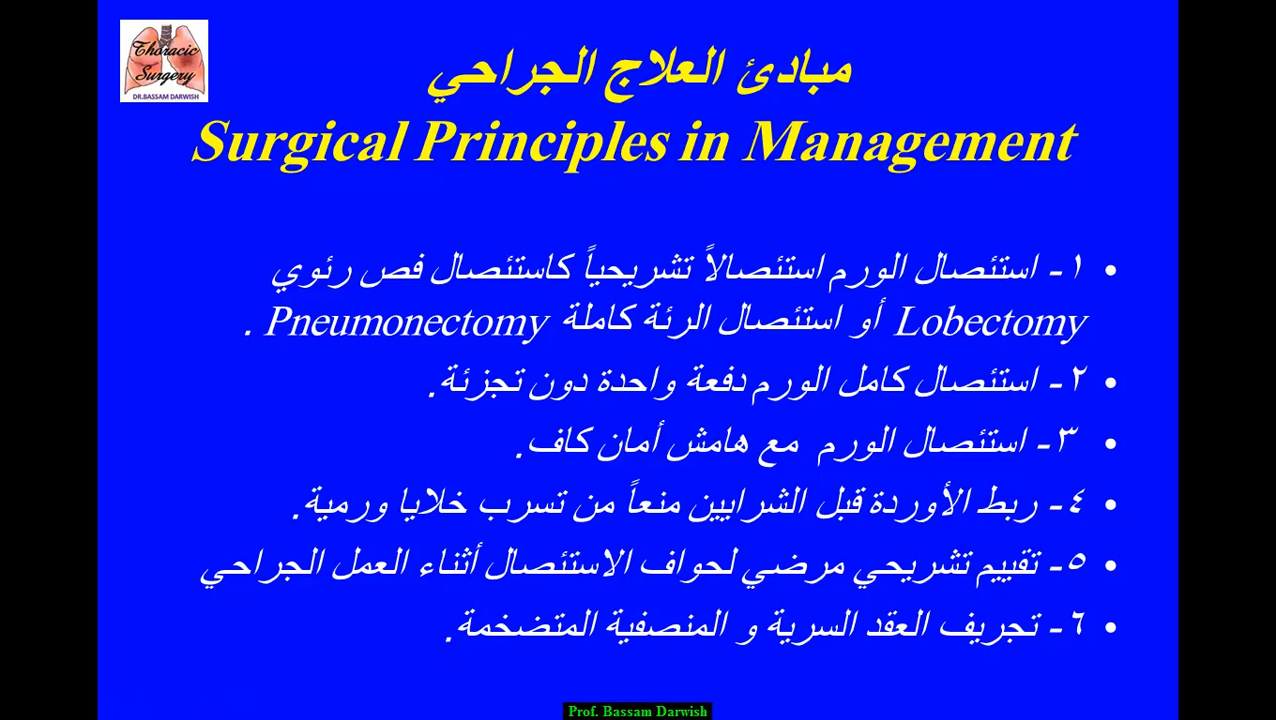 Thoracic
Surgery
DR.BASSAM DARWISH
مبادئ العلاج الجراحي
Surgical Principles in Management
• ١- استئصال الورم استئصالاً تشريحياً كاستئصال فص رئوي
Lobectomy أو استئصال الرئة كاملة Pneumonectomy .
• ٢- استئصال كامل الورم دفعة واحدة دون تجزئة.
• ٣- استئصال الورم مع هامش أمان كاف.
• ٤- ربط الأوردة قبل الشرايين منعاً من تسرب خلايا ورمية.
• ٥- تقييم تشريحي مرضي لحواف الاستئصال أثناء العمل الجراحي
• ٦- تجريف العقد السرية و المنصفية المتضخمة.
Prof. Bassam Darwish